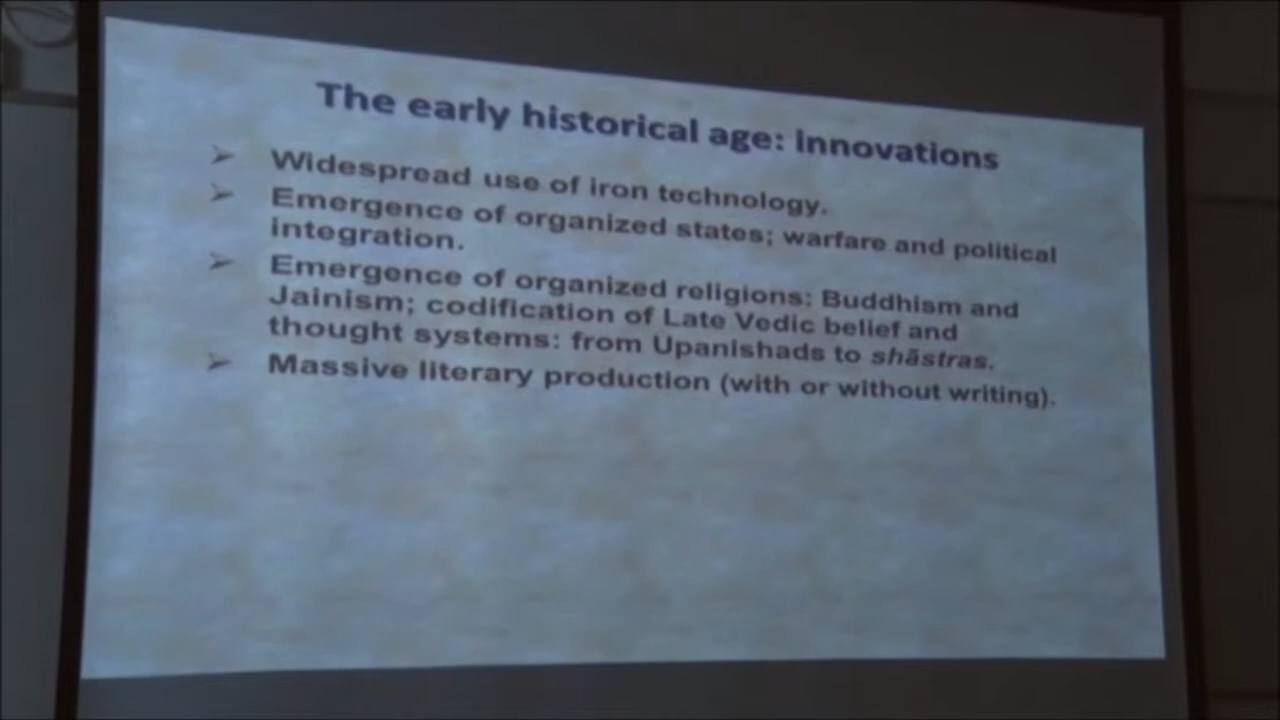 The early historical age: innovations
➢ Widespread use of iron technology.
➢ Emergence of organized states; warfare and political
integration.
➢ Emergence of organized religions: Buddhism and
Jainism; codification of Late Vedic belief and
thought systems: from Upanishads to shāstras.
➢ Massive literary production (with or without writing).